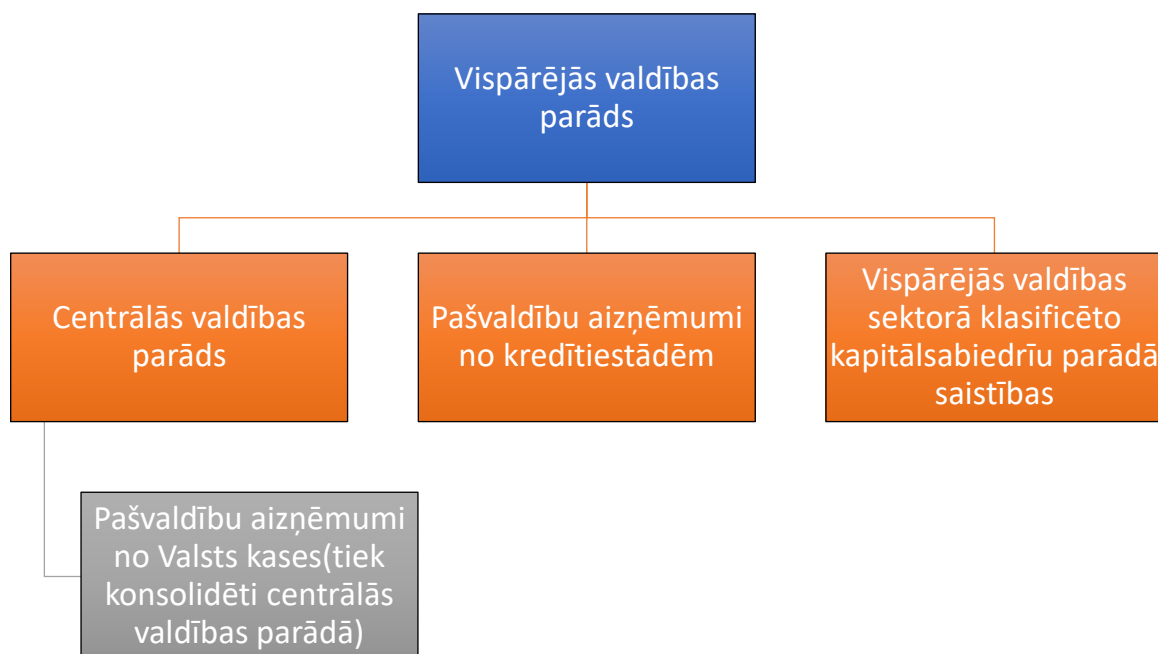 Vispārējās valdības
parāds
Centrālās valdības
parāds
Pašvaldību aizņēmumi
no kredītiestādēm
Vispārējās valdības
sektorā klasificēto
kapitālsabiedrīu parādā
saistības
Pašvaldību aizņēmumi
no Valsts kases(tiek
konsolidēti centrālās
valdības parādā)